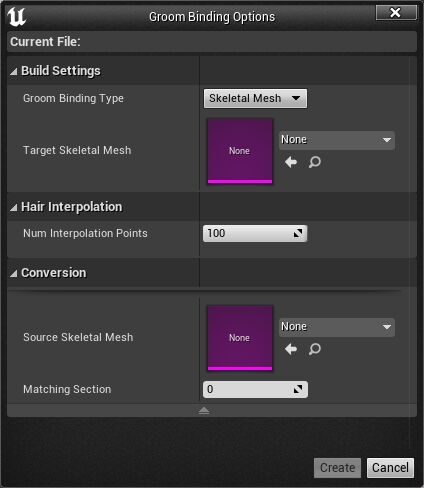 Groom Binding Options
Current File:
Build Settings
Groom Binding Type Skeletal Mesh
Target Skeletal Mesh None None
Hair Interpolation
Num Interpolation Points 100
Conversion
Source Skeletal Mesh None None
Matching Section 0
Create Cancel